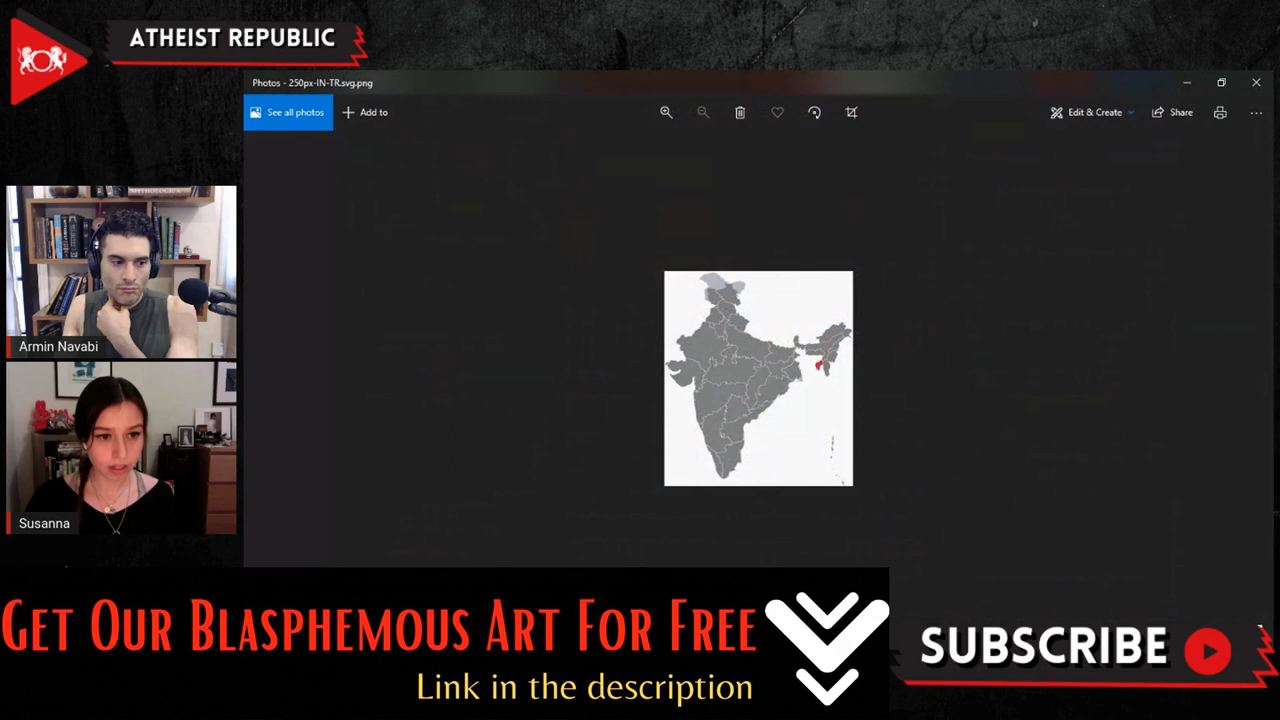 ATHEIST REPUBLIC
Photos - 250px-IN-TR.svg.png
See all photos
Add to
Edit & Create
Share
MYTHOLOGICA
Armin Navabi
Susanna
GET OUR BLASPHEMOUS ART FOR FREE
Link in the description
SUBSCRIBE